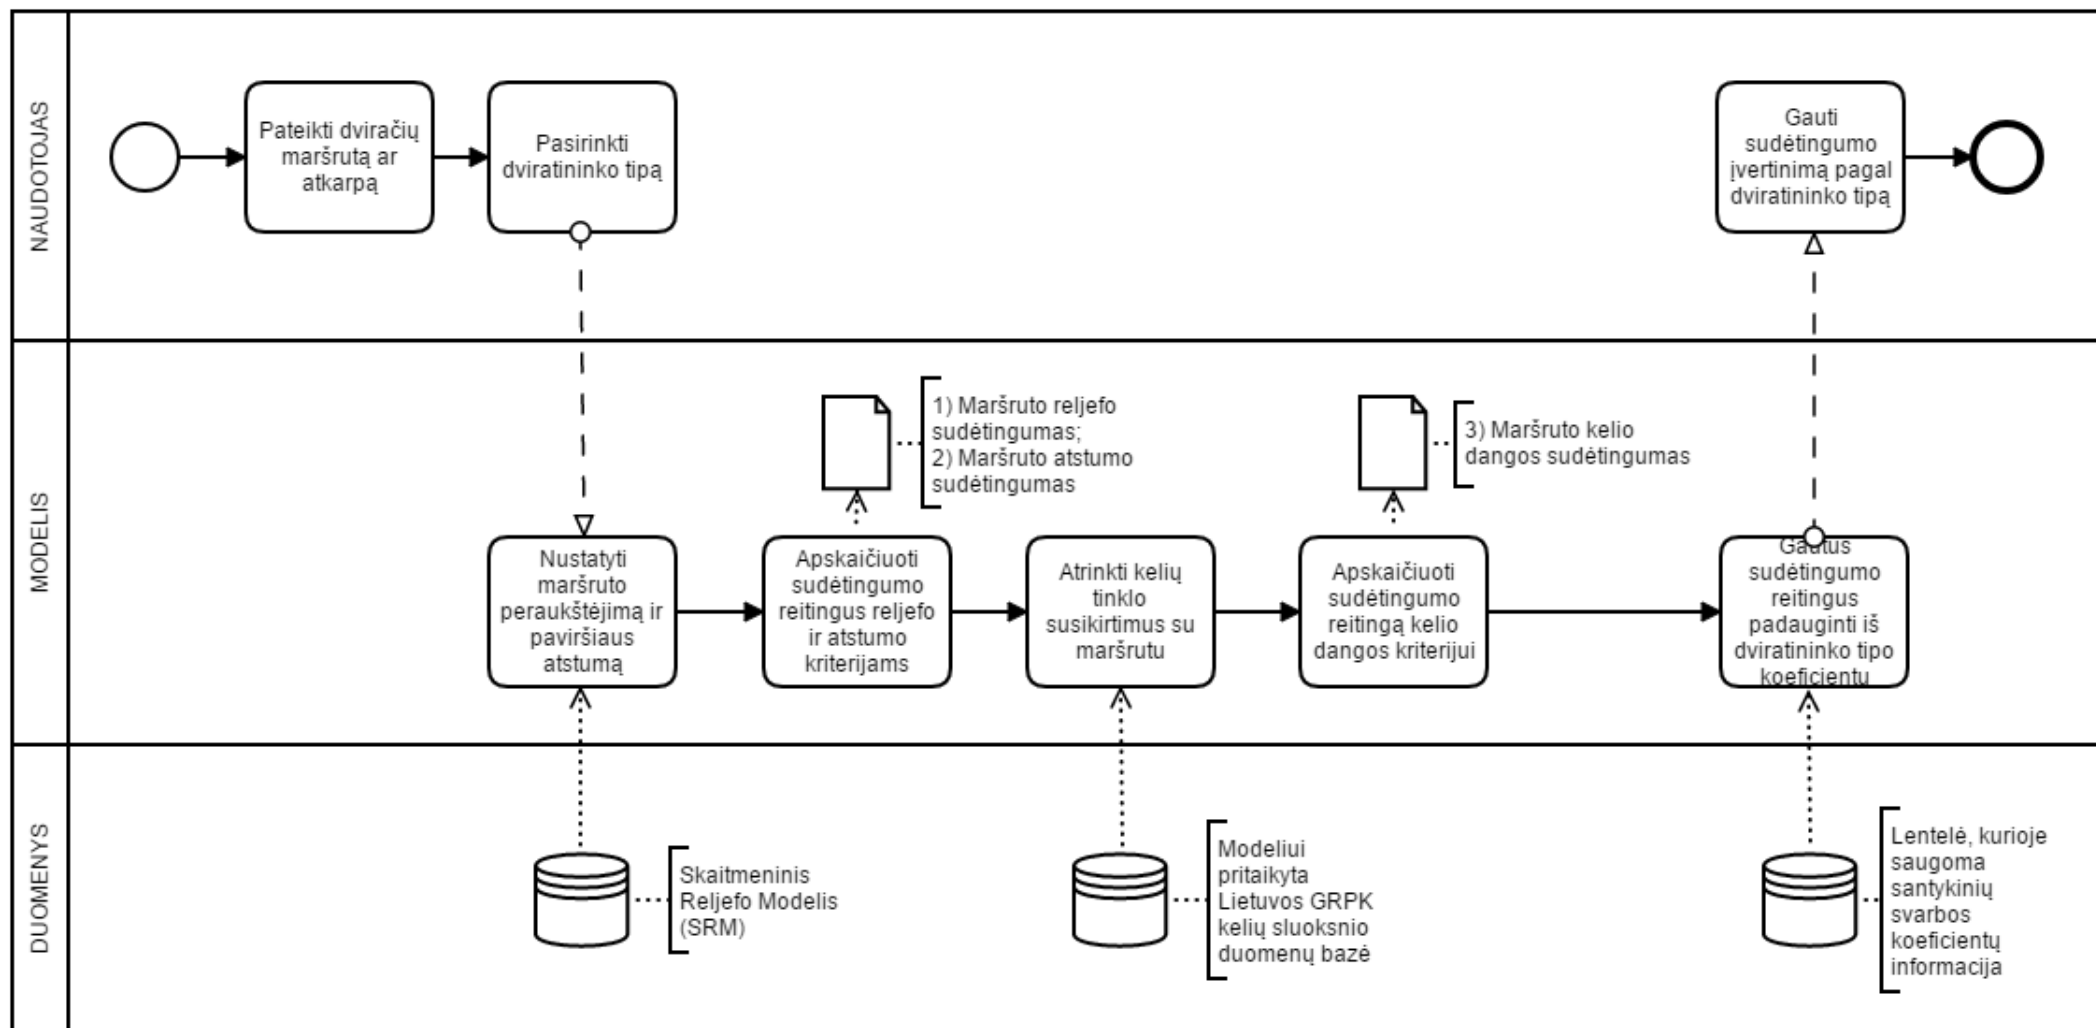 NAUDOTOJAS
Pateikti dviračių
maršrutą ar
atkarpą
Pasirinkti
dviratininko tipą
Gauti
sudėtingumo
įvertinimą pagal
dviratininko tipą
MODELIS
1) Maršruto reljefo
sudėtingumas;
2) Maršruto atstumo
sudėtingumas
3) Maršruto kelio
dangos sudėtingumas
Nustatyti
maršruto
peraukštėjimą ir
paviršiaus
atstumą
Apskaičiuoti
sudėtingumo
reitingus reljefo
ir atstumo
kriterijams
Atrinkti kelių
tinklo
susikirtimus su
maršrutu
Apskaičiuoti
sudėtingumo
reitingą kelio
dangos kriterijui
Gautus
sudėtingumo
reitingus
padauginti iš
dviratininko tipo
koeficientu
DUOMENYS
Skaitmeninis
Reljefo Modelis
(SRM)
Modeliui
pritaikyta
Lietuvos GRPK
kelių sluoksnio
duomenų bazė
Lentelė, kurioje
saugoma
santykinių
svarbos
koeficientų
informacija